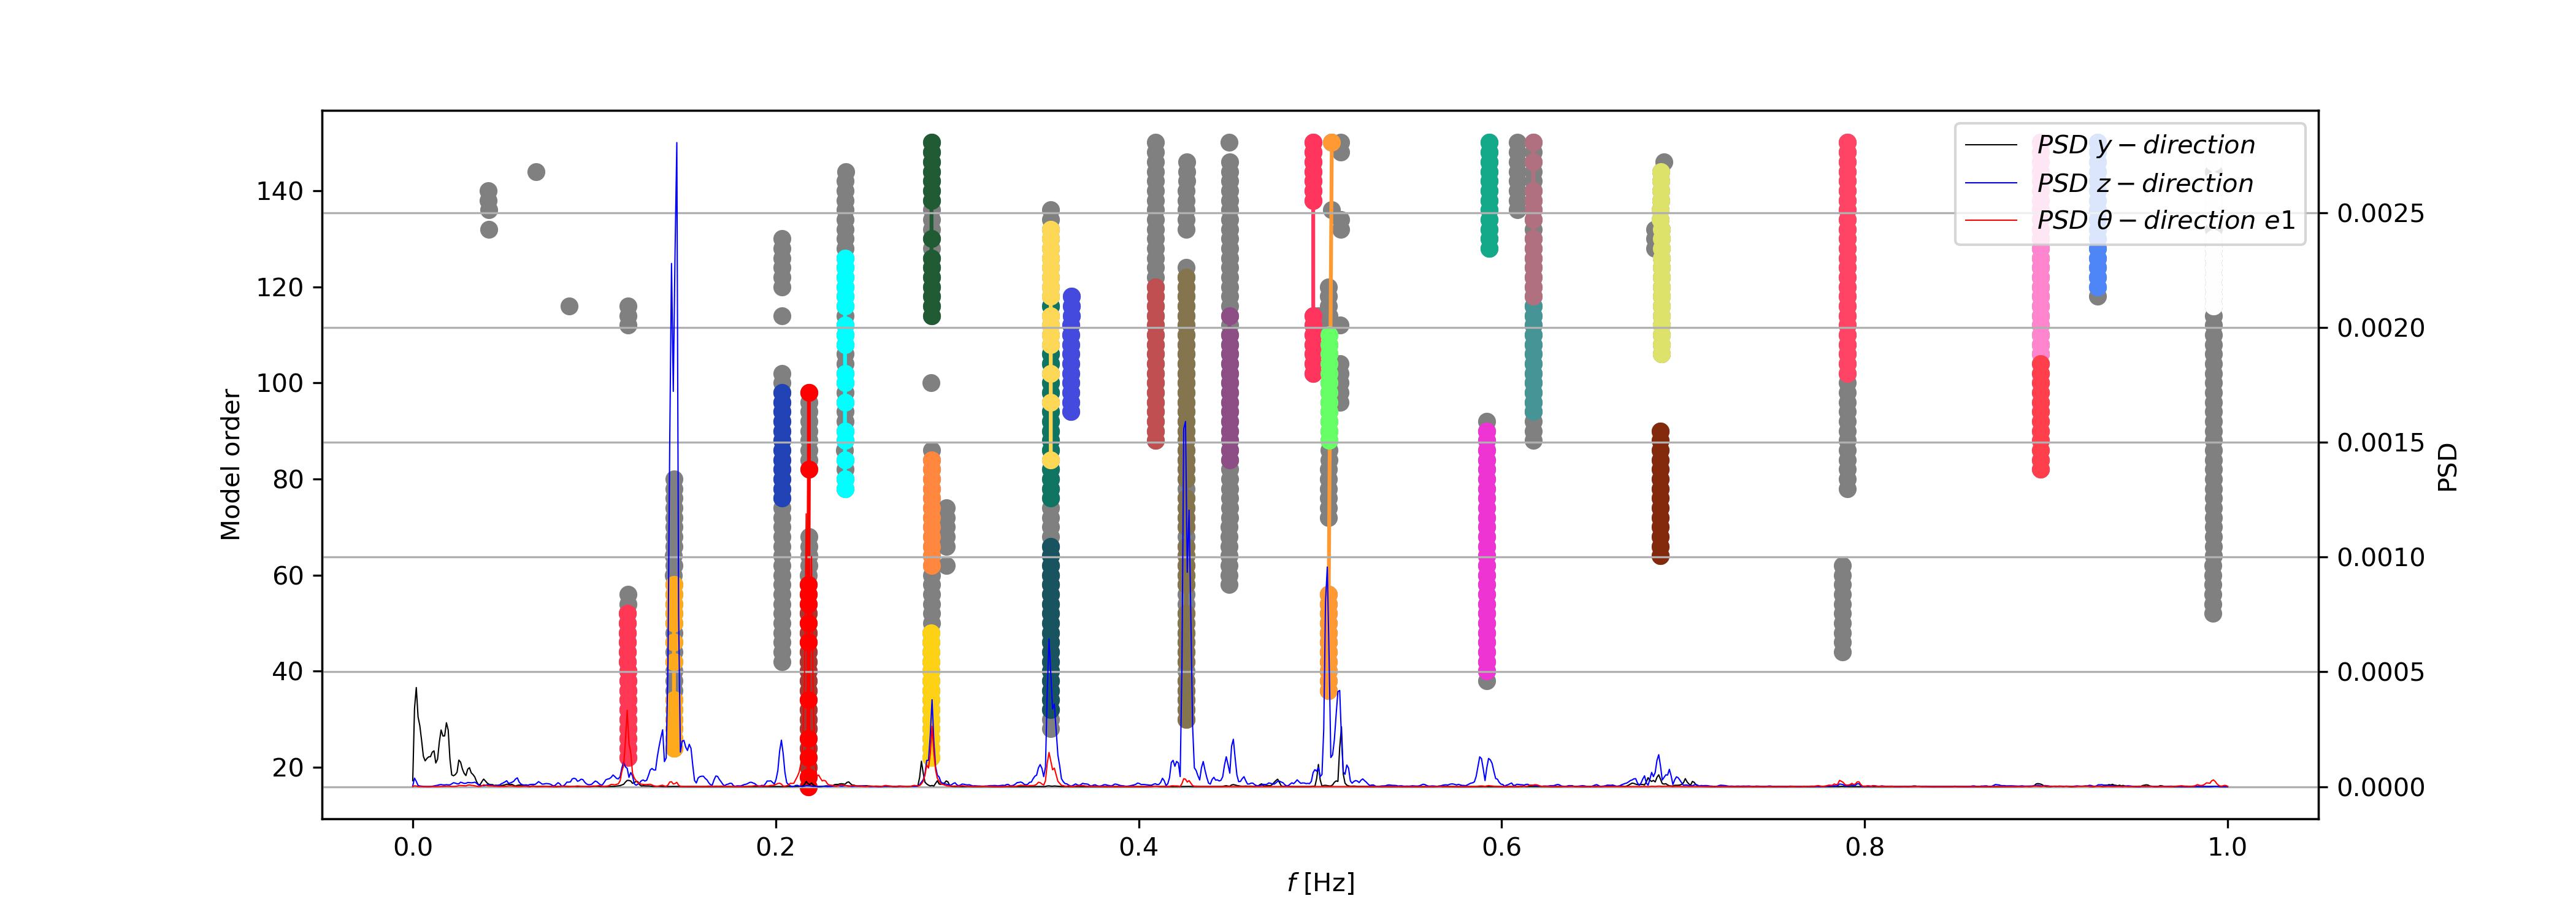 PSD y − direction
PSD z − direction
PSD θ − direction e1
Model order
140
120
100
80
60
40
20
0.0025
0.0020
0.0015
0.0010
0.0005
0.0000
PSD
0.0 0.2 0.4 0.6 0.8 1.0
f [Hz]